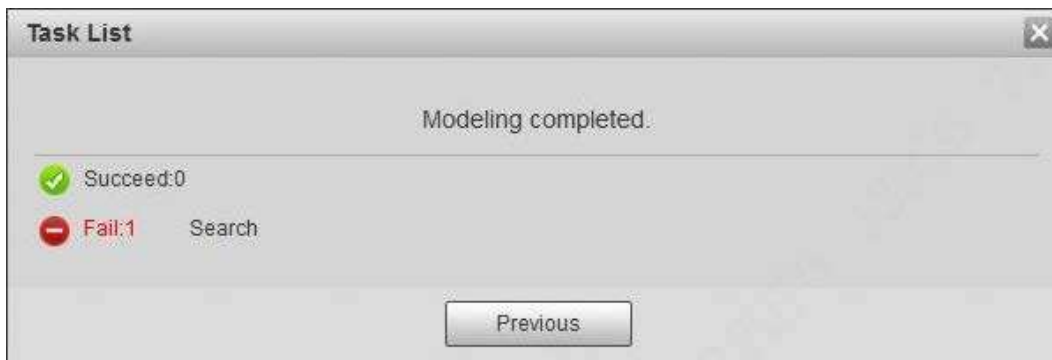 Task List
Modeling completed.
Succeed:0
Fail:1 Search
Previous